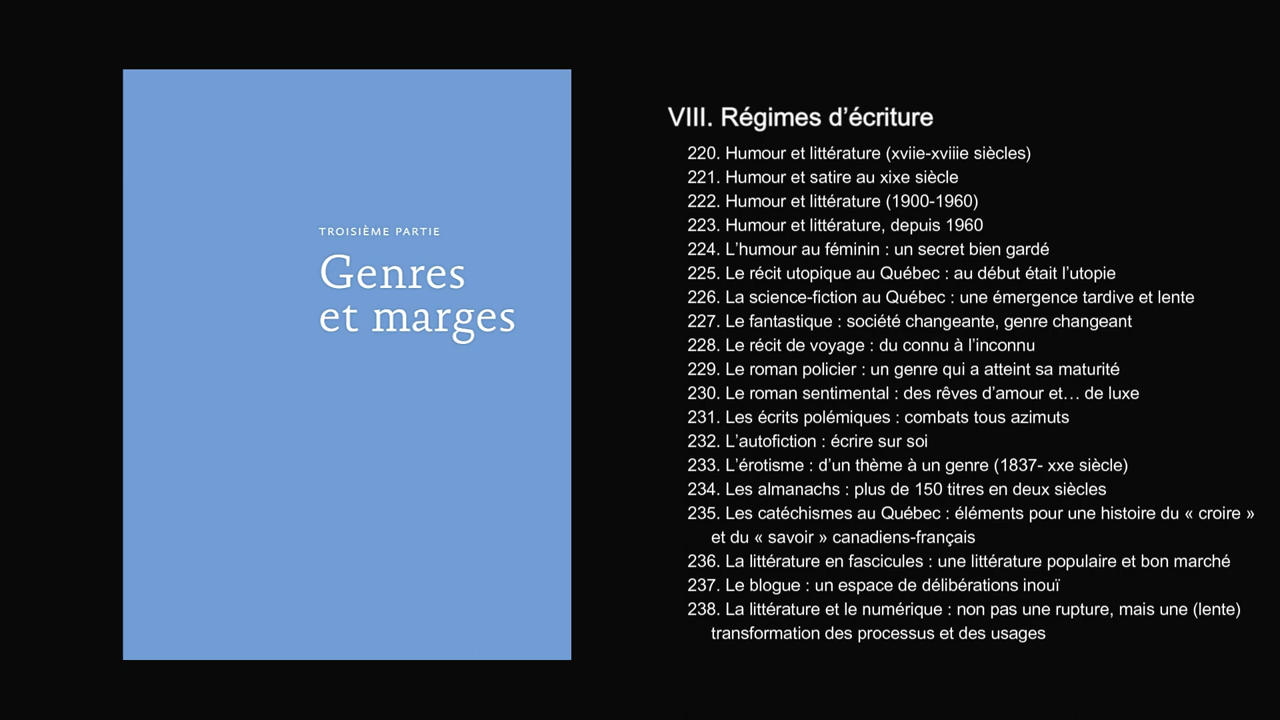 TROISIÈME PARTIE
Genres
et marges
VIII. Régimes d’écriture
220. Humour et littérature (xviie-xviiie siècles)
221. Humour et satire au xixe siècle
222. Humour et littérature (1900-1960)
223. Humour et littérature, depuis 1960
224. L’humour au féminin : un secret bien gardé
225. Le récit utopique au Québec : au début était l’utopie
226. La science-fiction au Québec : une émergence tardive et lente
227. Le fantastique : société changeante, genre changeant
228. Le récit de voyage : du connu à l’inconnu
229. Le roman policier : un genre qui a atteint sa maturité
230. Le roman sentimental : des rêves d’amour et… de luxe
231. Les écrits polémiques : combats tous azimuts
232. L’autofiction : écrire sur soi
233. L’érotisme : d’un thème à un genre (1837- xxe siècle)
234. Les almanachs : plus de 150 titres en deux siècles
235. Les catéchismes au Québec : éléments pour une histoire du « croire »
et du « savoir » canadiens-français
236. La littérature en fascicules : une littérature populaire et bon marché
237. Le blogue : un espace de délibérations inouï
238. La littérature et le numérique : non pas une rupture, mais une (lente)
transformation des processus et des usages